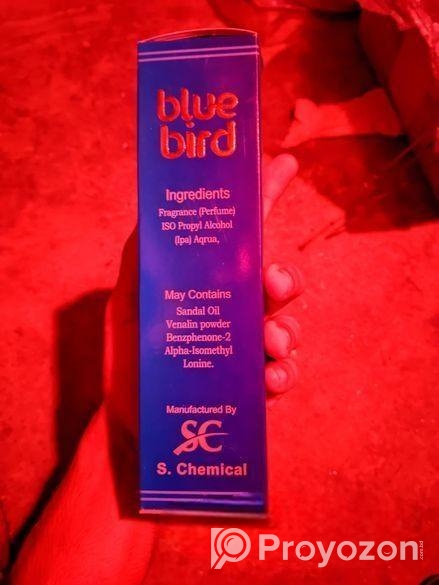 blue
bird
Ingredients
Fragrance (Perfume)
ISO Propyl Alcohol
(Ipa) Aqrua,
May Contains
Sandal Oil
Venalin powder
Benzphenone-2
Alpha-Isomethyl
Lonine.
Manufactured By
SC
S. Chemical
Proyozon